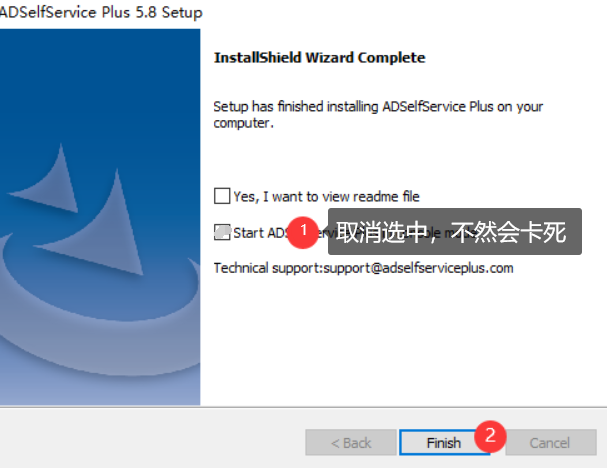 ADSelfService Plus 5.8 Setup
InstallShield Wizard Complete
Setup has finished installing ADSelfService Plus on your
computer.
Yes, I want to view readme file
Start
1
取消选中，不然会卡死
Technical support:support@adselfserviceplus.com
< Back
Finish
2
Cancel